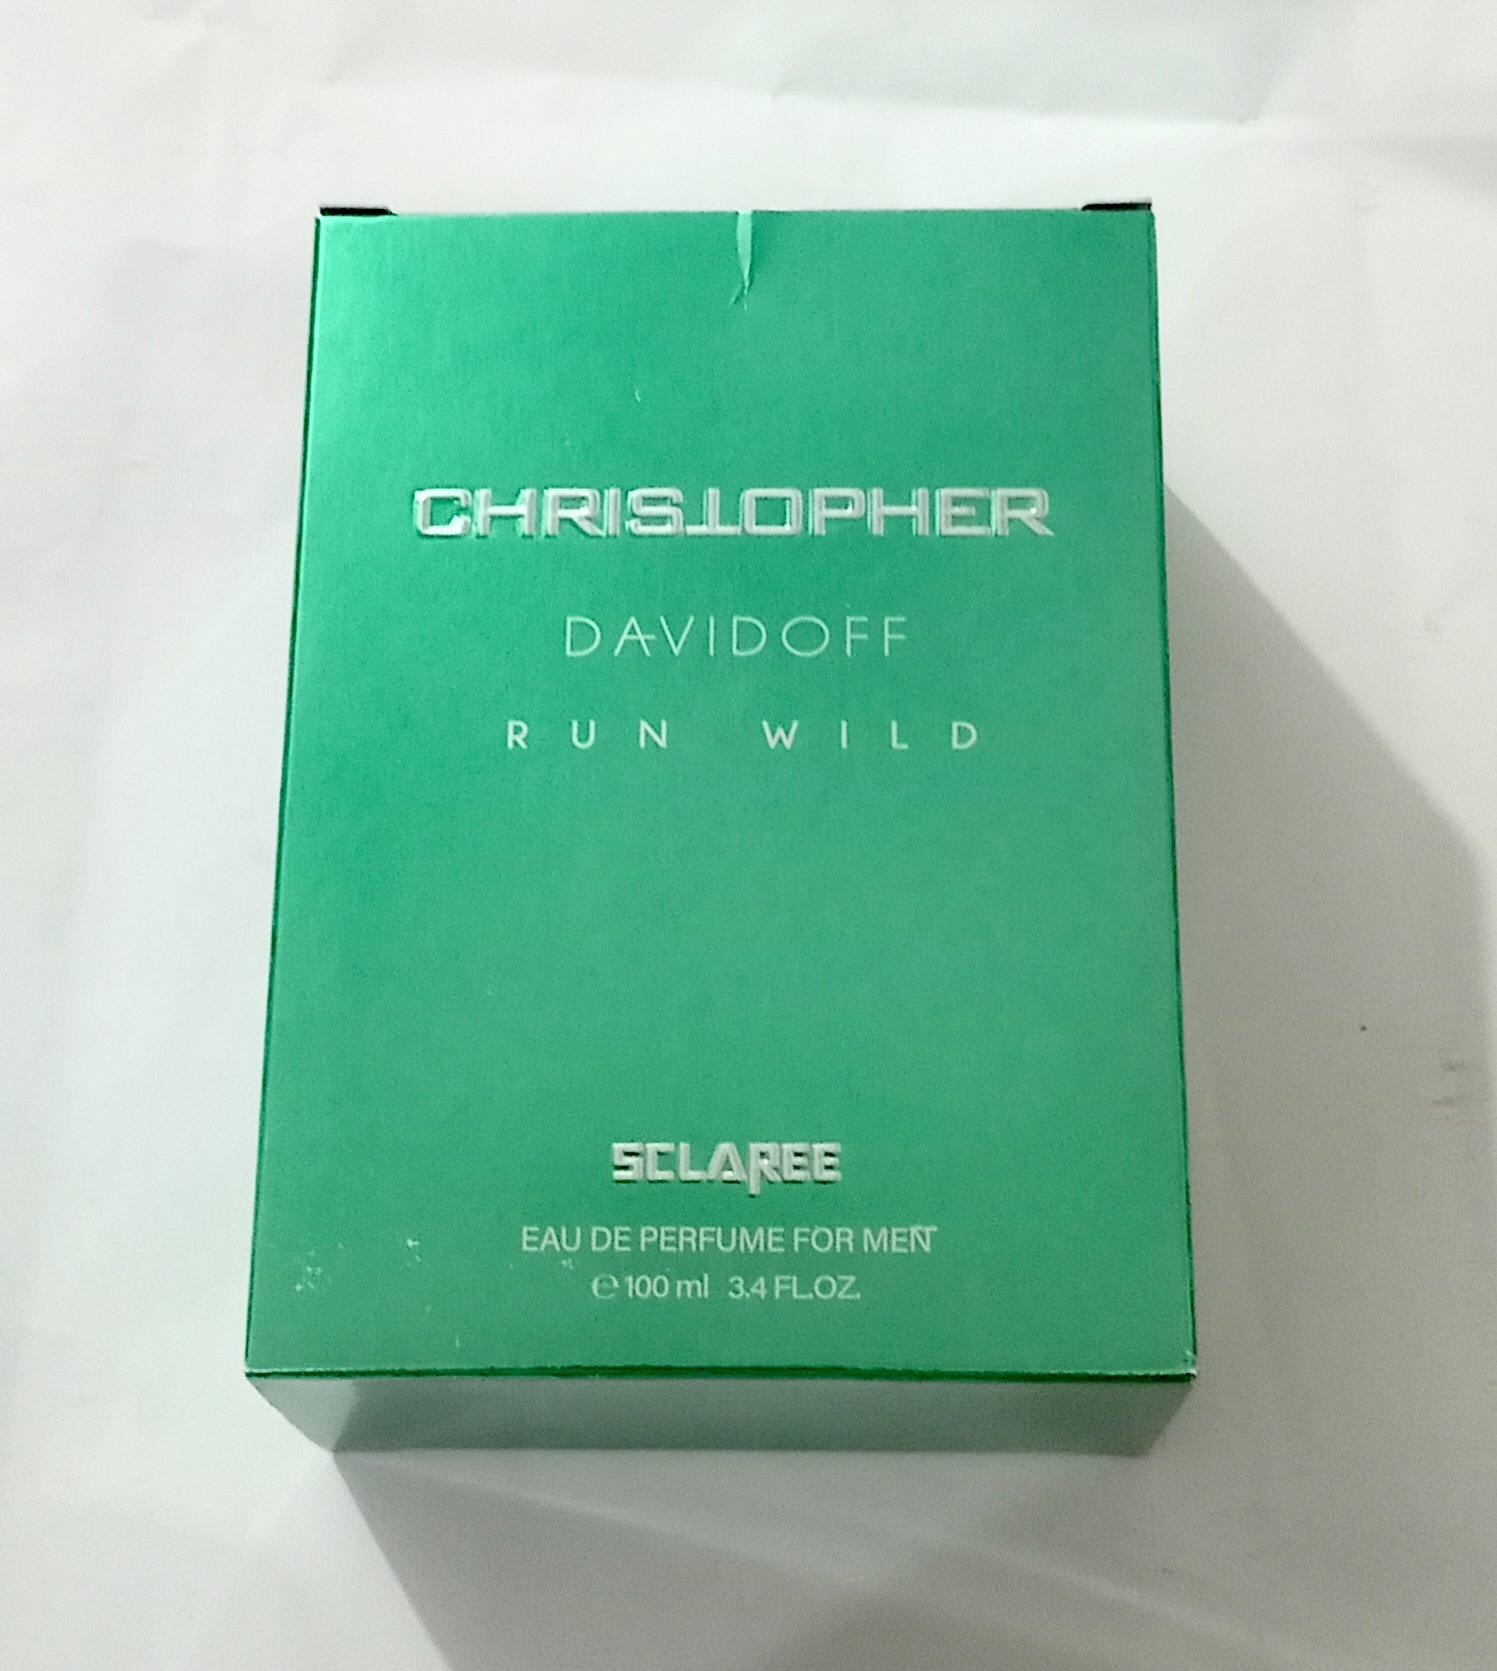 CHRISTOPHER
DAVIDOFF
RUN WILD
SCLAREE
EAU DE PERFUME FOR MEN
℮ 100 ml 3.4 FL.OZ.